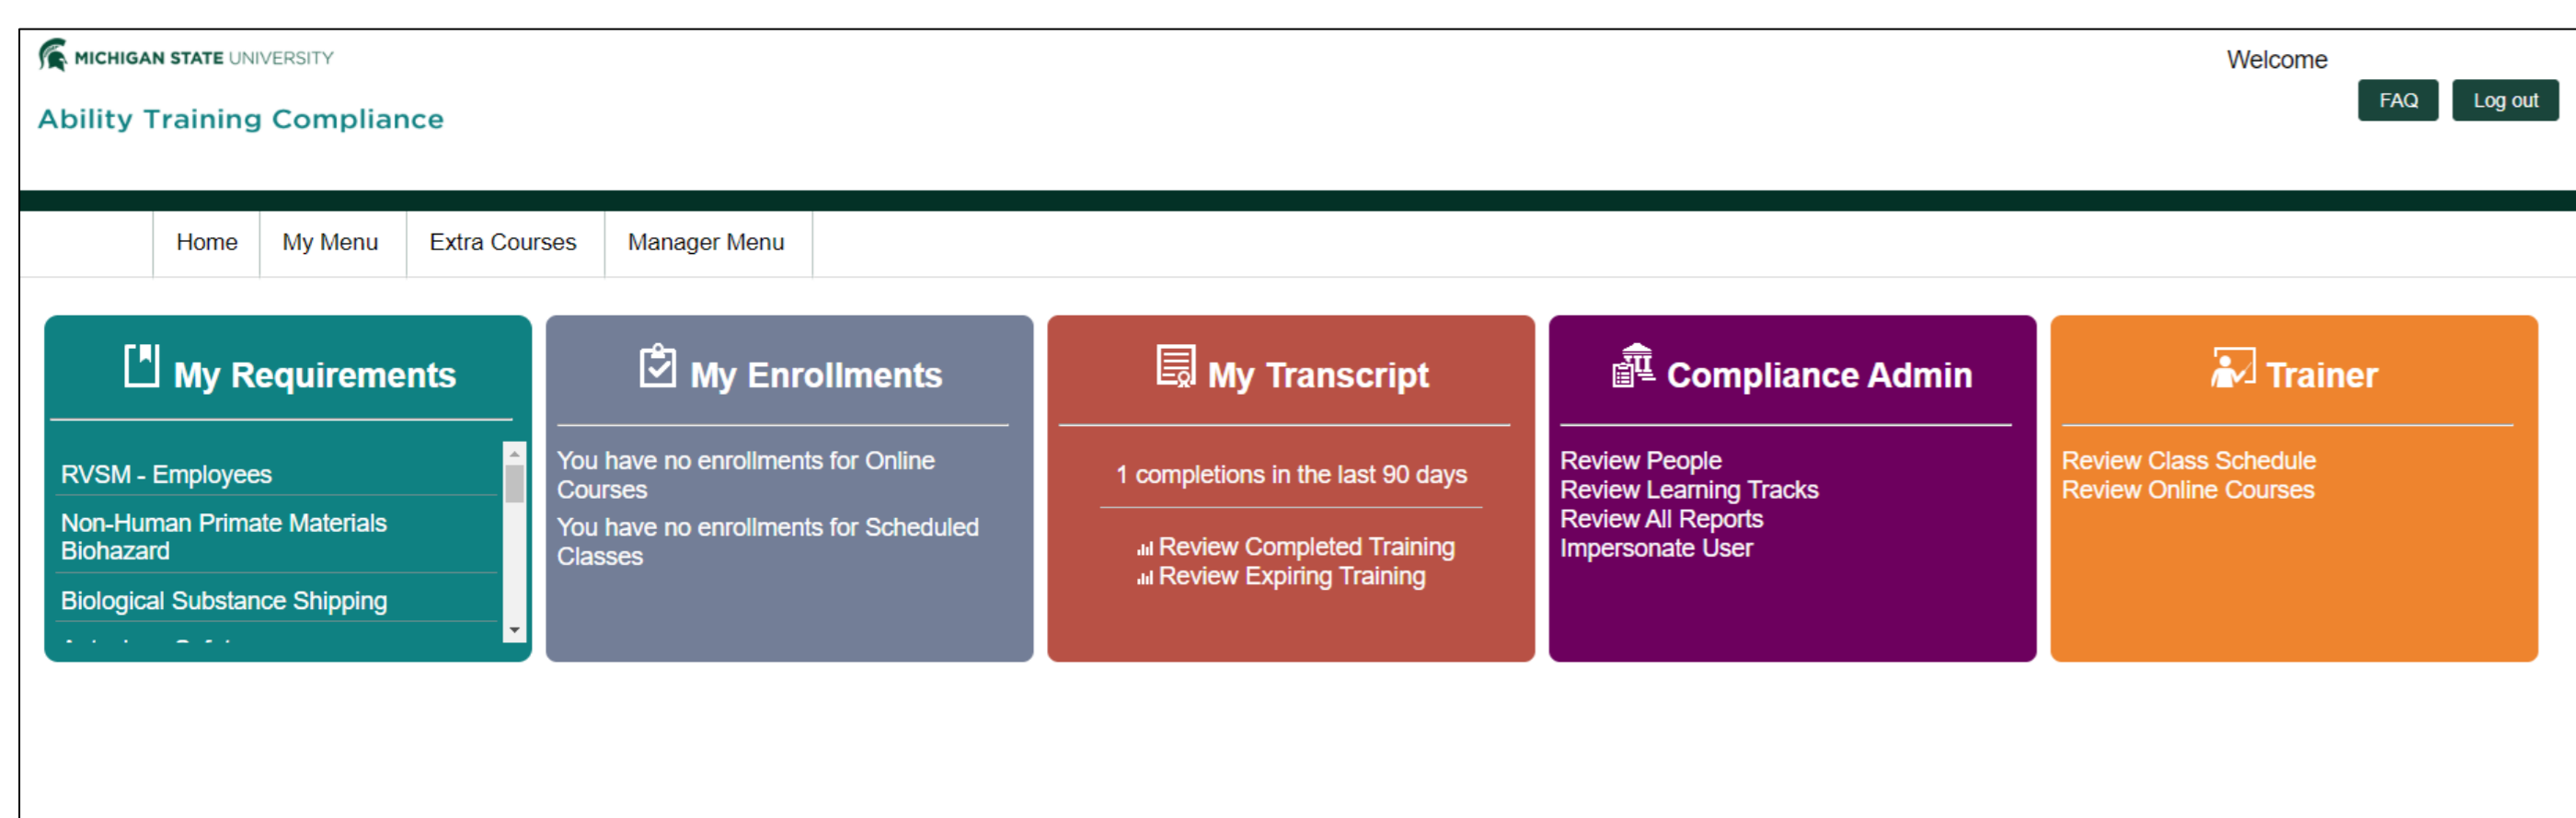 MICHIGAN STATE UNIVERSITY
Welcome
FAQ
Log out
Ability Training Compliance
Home
My Menu
Extra Courses
Manager Menu
My Requirements
RVSM - Employees
Non-Human Primate Materials
Biohazard
Biological Substance Shipping
My Enrollments
You have no enrollments for Online
Courses
You have no enrollments for Scheduled
Classes
My Transcript
1 completions in the last 90 days
Review Completed Training
Review Expiring Training
Compliance Admin
Review People
Review Learning Tracks
Review All Reports
Impersonate User
Trainer
Review Class Schedule
Review Online Courses